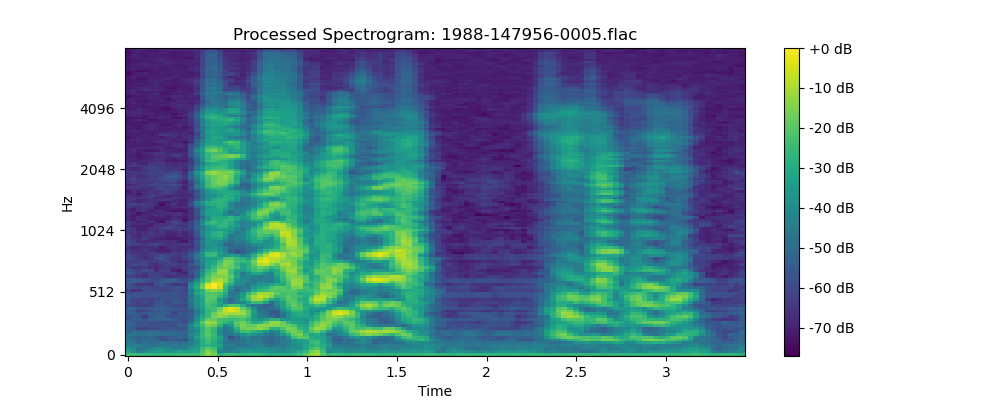 Processed Spectrogram: 1988-147956-0005.flac
+0 dB
4096
-10 dB
-20 dB
2048
-30 dB
Hz
1024
-40 dB
-50 dB
512
-60 dB
-70 dB
0
0 0.5 1 1.5 2 2.5 3
Time